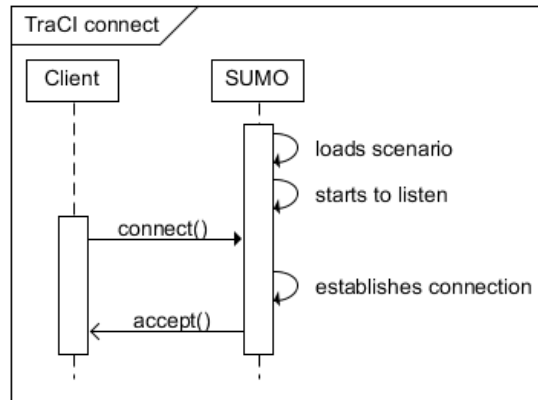 TraCI connect
Client
SUMO
loads scenario
starts to listen
connect()
establishes connection
accept()